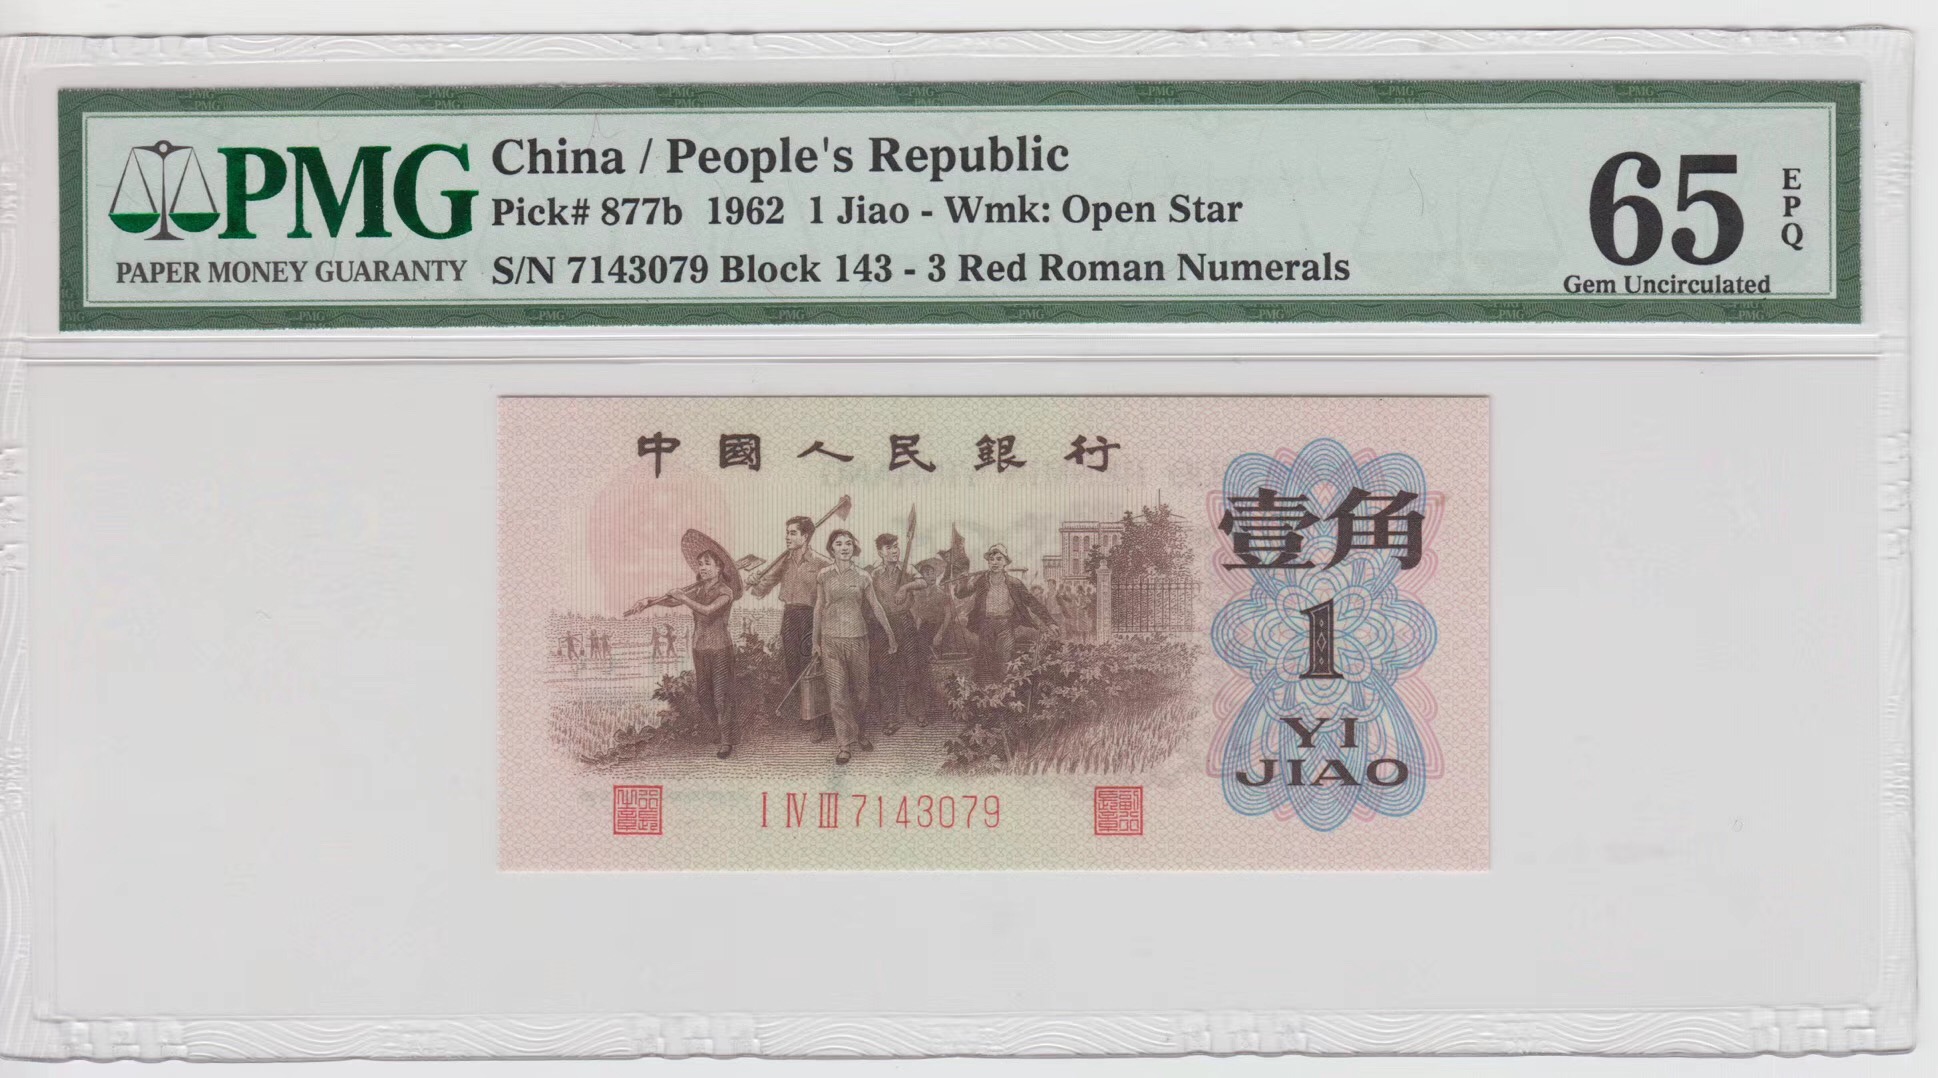 PMG
PAPER MONEY GUARANTY
China / People's Republic
Pick# 877b 1962 1 Jiao - Wmk: Open Star
S/N 7143079 Block 143 - 3 Red Roman Numerals
65
EPQ
Gem Uncirculated
中國人民銀行
壹角
1
YI
JIAO
I IV III 7143079